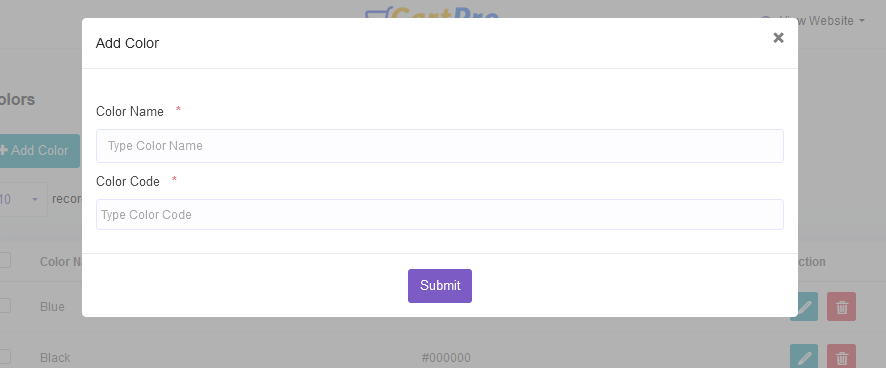 CartPro
View Website
Add Color
×
olors
Color Name *
Type Color Name
+ Add Color
Color Code *
10 recor
Type Color Code
Color N ction
Submit
Blue
Black #000000